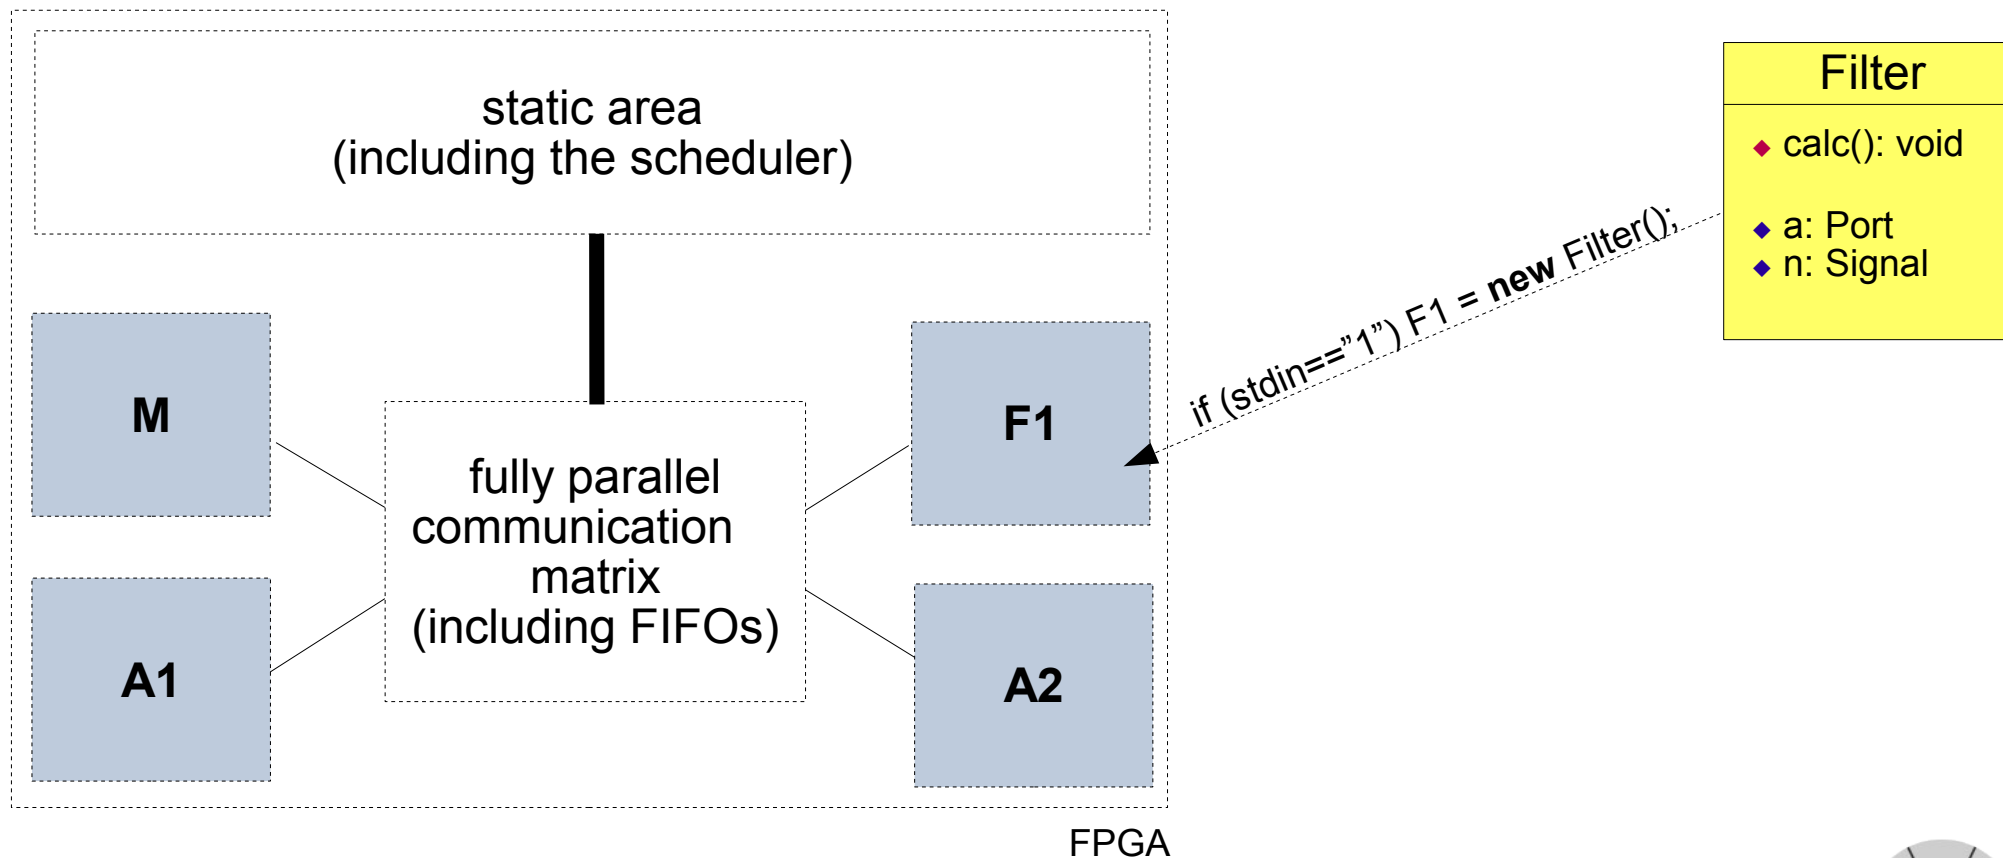 static area
(including the scheduler)
Filter
calc(): void
a: Port
n: Signal
if (stdin==”1”) F1 = new Filter();
M
F1
fully parallel
communication
matrix
(including FIFOs)
A1
A2
FPGA